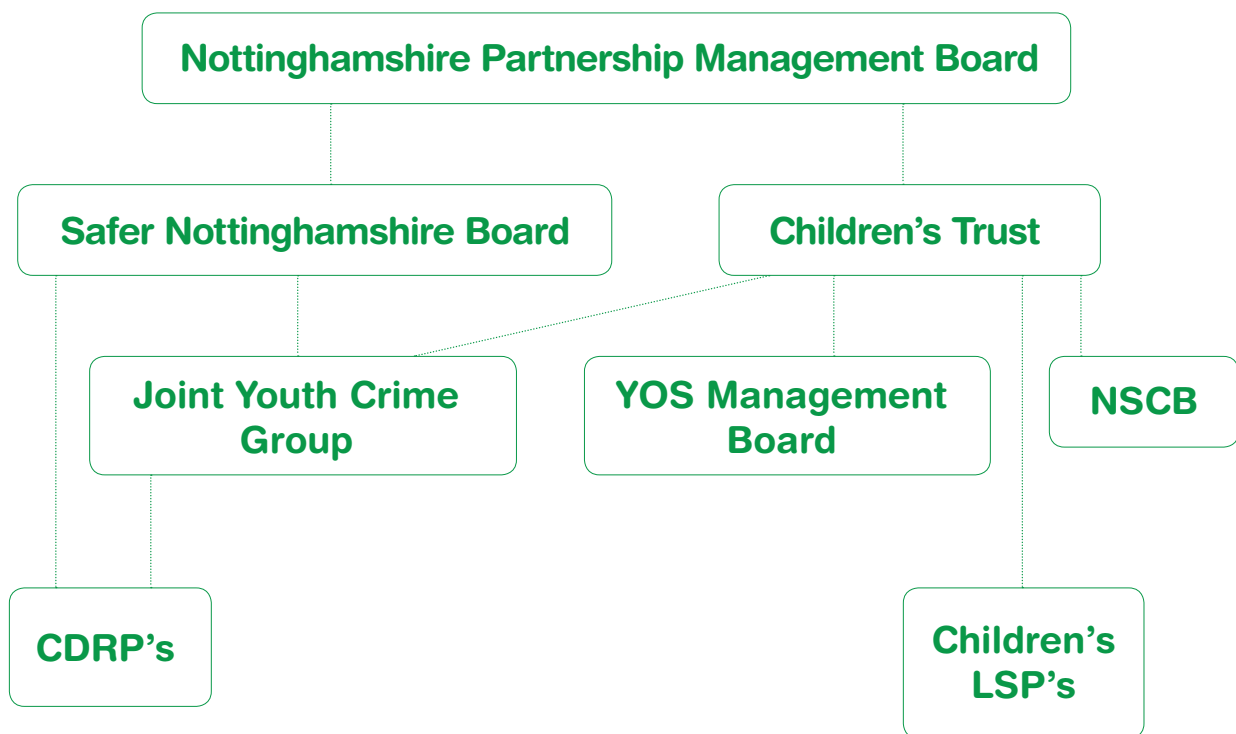 Nottinghamshire Partnership Management Board
Safer Nottinghamshire Board
Children’s Trust
Joint Youth Crime
Group
YOS Management
Board
NSCB
CDRP’s
Children’s
LSP’s